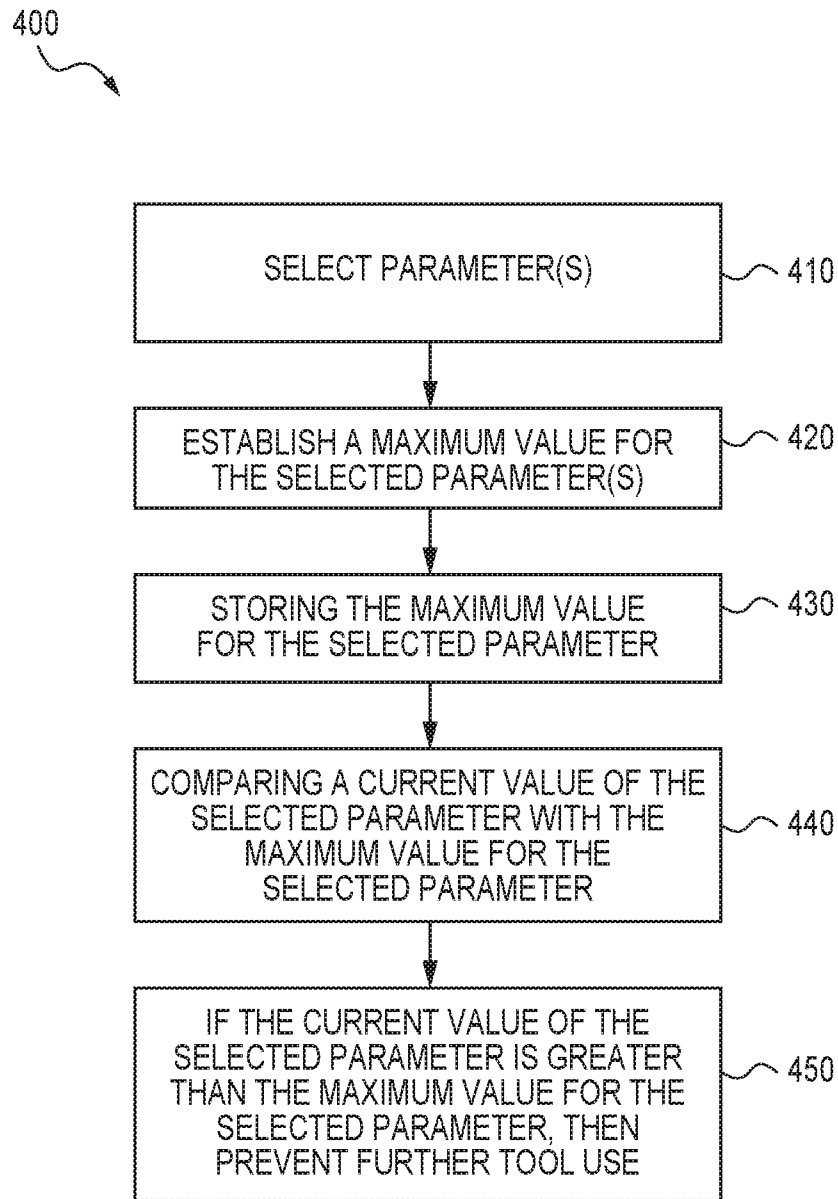 400
SELECT PARAMETER(S)
410
ESTABLISH A MAXIMUM VALUE FOR
THE SELECTED PARAMETER(S)
420
STORING THE MAXIMUM VALUE
FOR THE SELECTED PARAMETER
430
COMPARING A CURRENT VALUE OF THE
SELECTED PARAMETER WITH THE
MAXIMUM VALUE FOR THE
SELECTED PARAMETER
440
IF THE CURRENT VALUE OF THE
SELECTED PARAMETER IS GREATER
THAN THE MAXIMUM VALUE FOR THE
SELECTED PARAMETER, THEN
PREVENT FURTHER TOOL USE
450